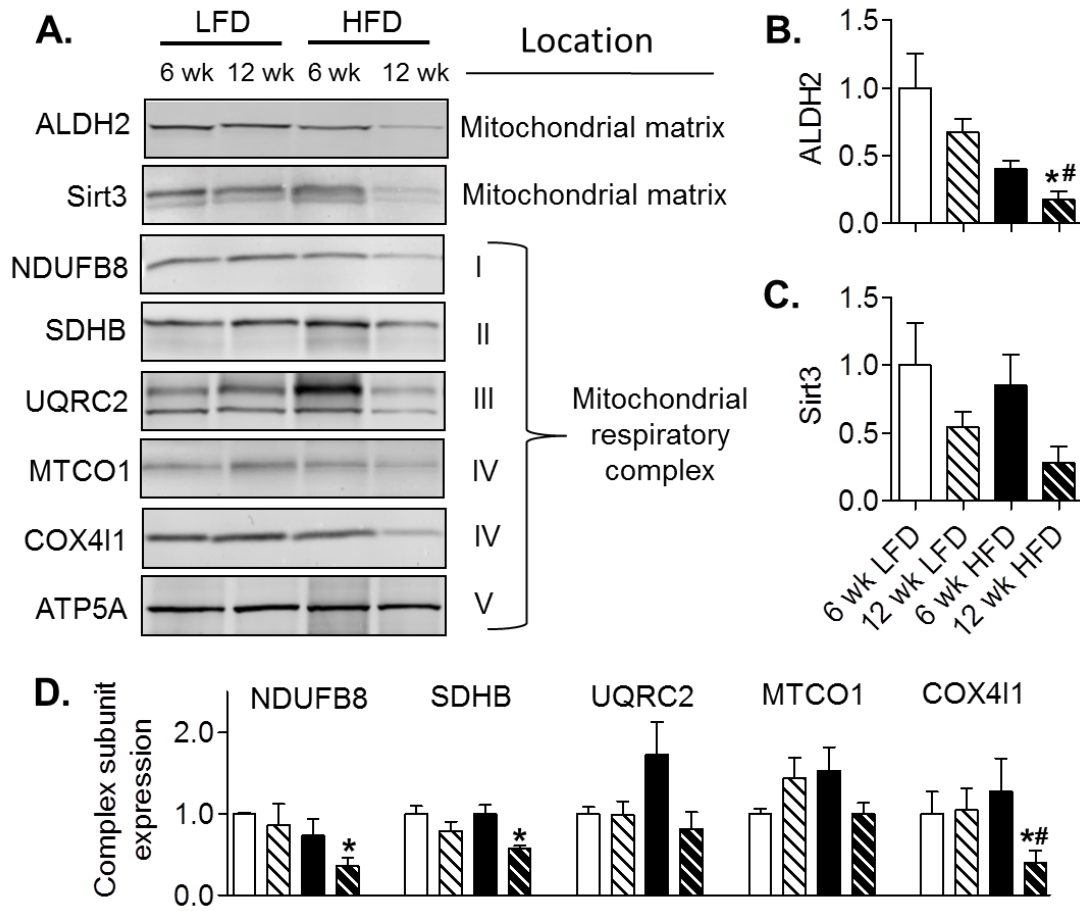 A.
LFD HFD
6 wk 12 wk 6 wk 12 wk
Location
ALDH2 Mitochondrial matrix
Sirt3 Mitochondrial matrix
NDUFB8 I
SDHB II
UQRC2 III
MTCO1 IV
COX4I1 IV
ATP5A V
Mitochondrial
respiratory
complex
B.
ALDH2
1.5
1.0
0.5
0.0
*#
C.
Sirt3
1.5
1.0
0.5
0.0
6 wk LFD
12 wk LFD
6 wk HFD
12 wk HFD
D.
Complex subunit
expression
2.0
1.0
0.0
NDUFB8 SDHB UQRC2 MTCO1 COX4I1
* * *#